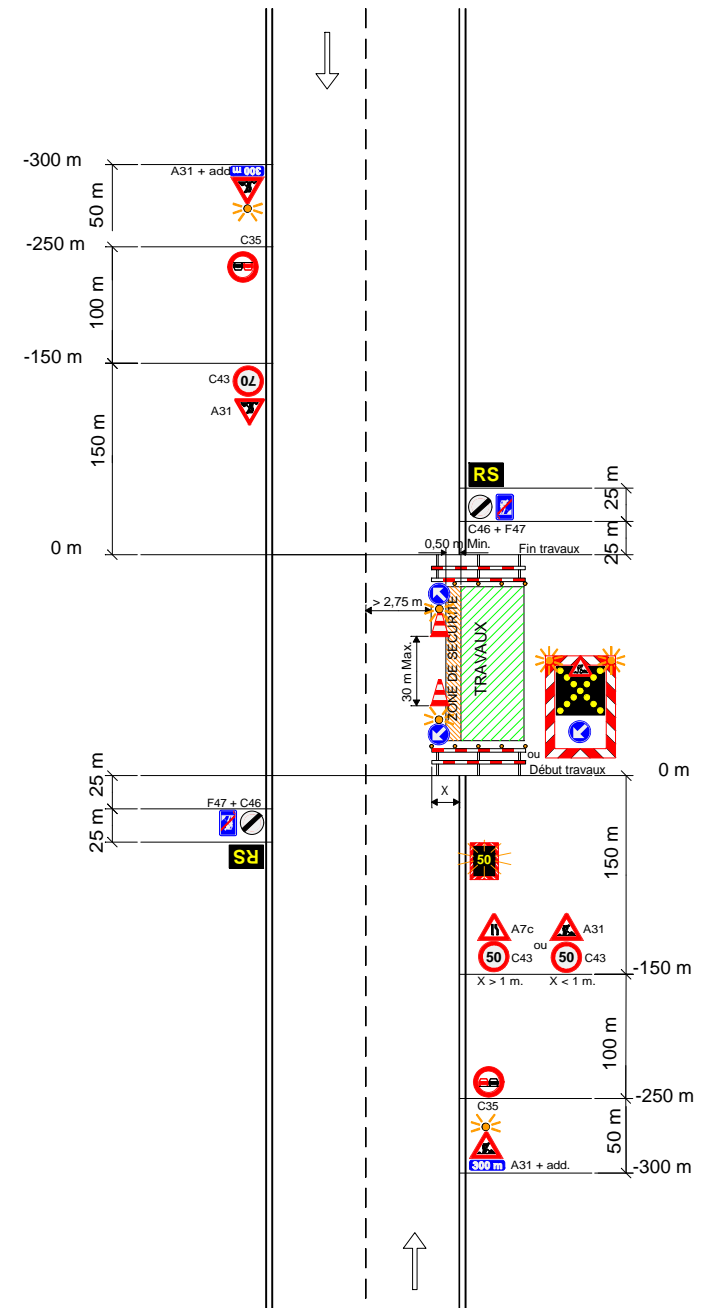 -300 m
A31 + add.
300 m
50 m
-250 m
C35
100 m
-150 m
C43
70
A31
150 m
RS
25 m
C46 + F47
25 m
0 m
0,50 m Min.
Fin travaux
> 2,75 m
30 m Max.
ZONE DE SECURITE
TRAVAUX
ou
Début travaux
0 m
X
25 m
F47 + C46
25 m
RS
50
150 m
A7c
A31
ou
50
C43
50
C43
X > 1 m.
X < 1 m.
-150 m
100 m
C35
-250 m
50 m
300 m
A31 + add.
-300 m